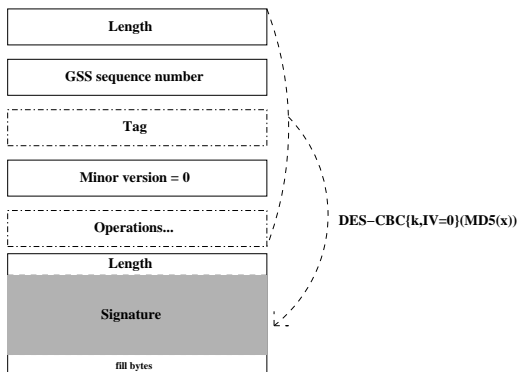 Length
GSS sequence number
Tag
Minor version = 0
Operations...
DES−CBC{k,IV=0}(MD5(x))
Length
Signature
fill bytes